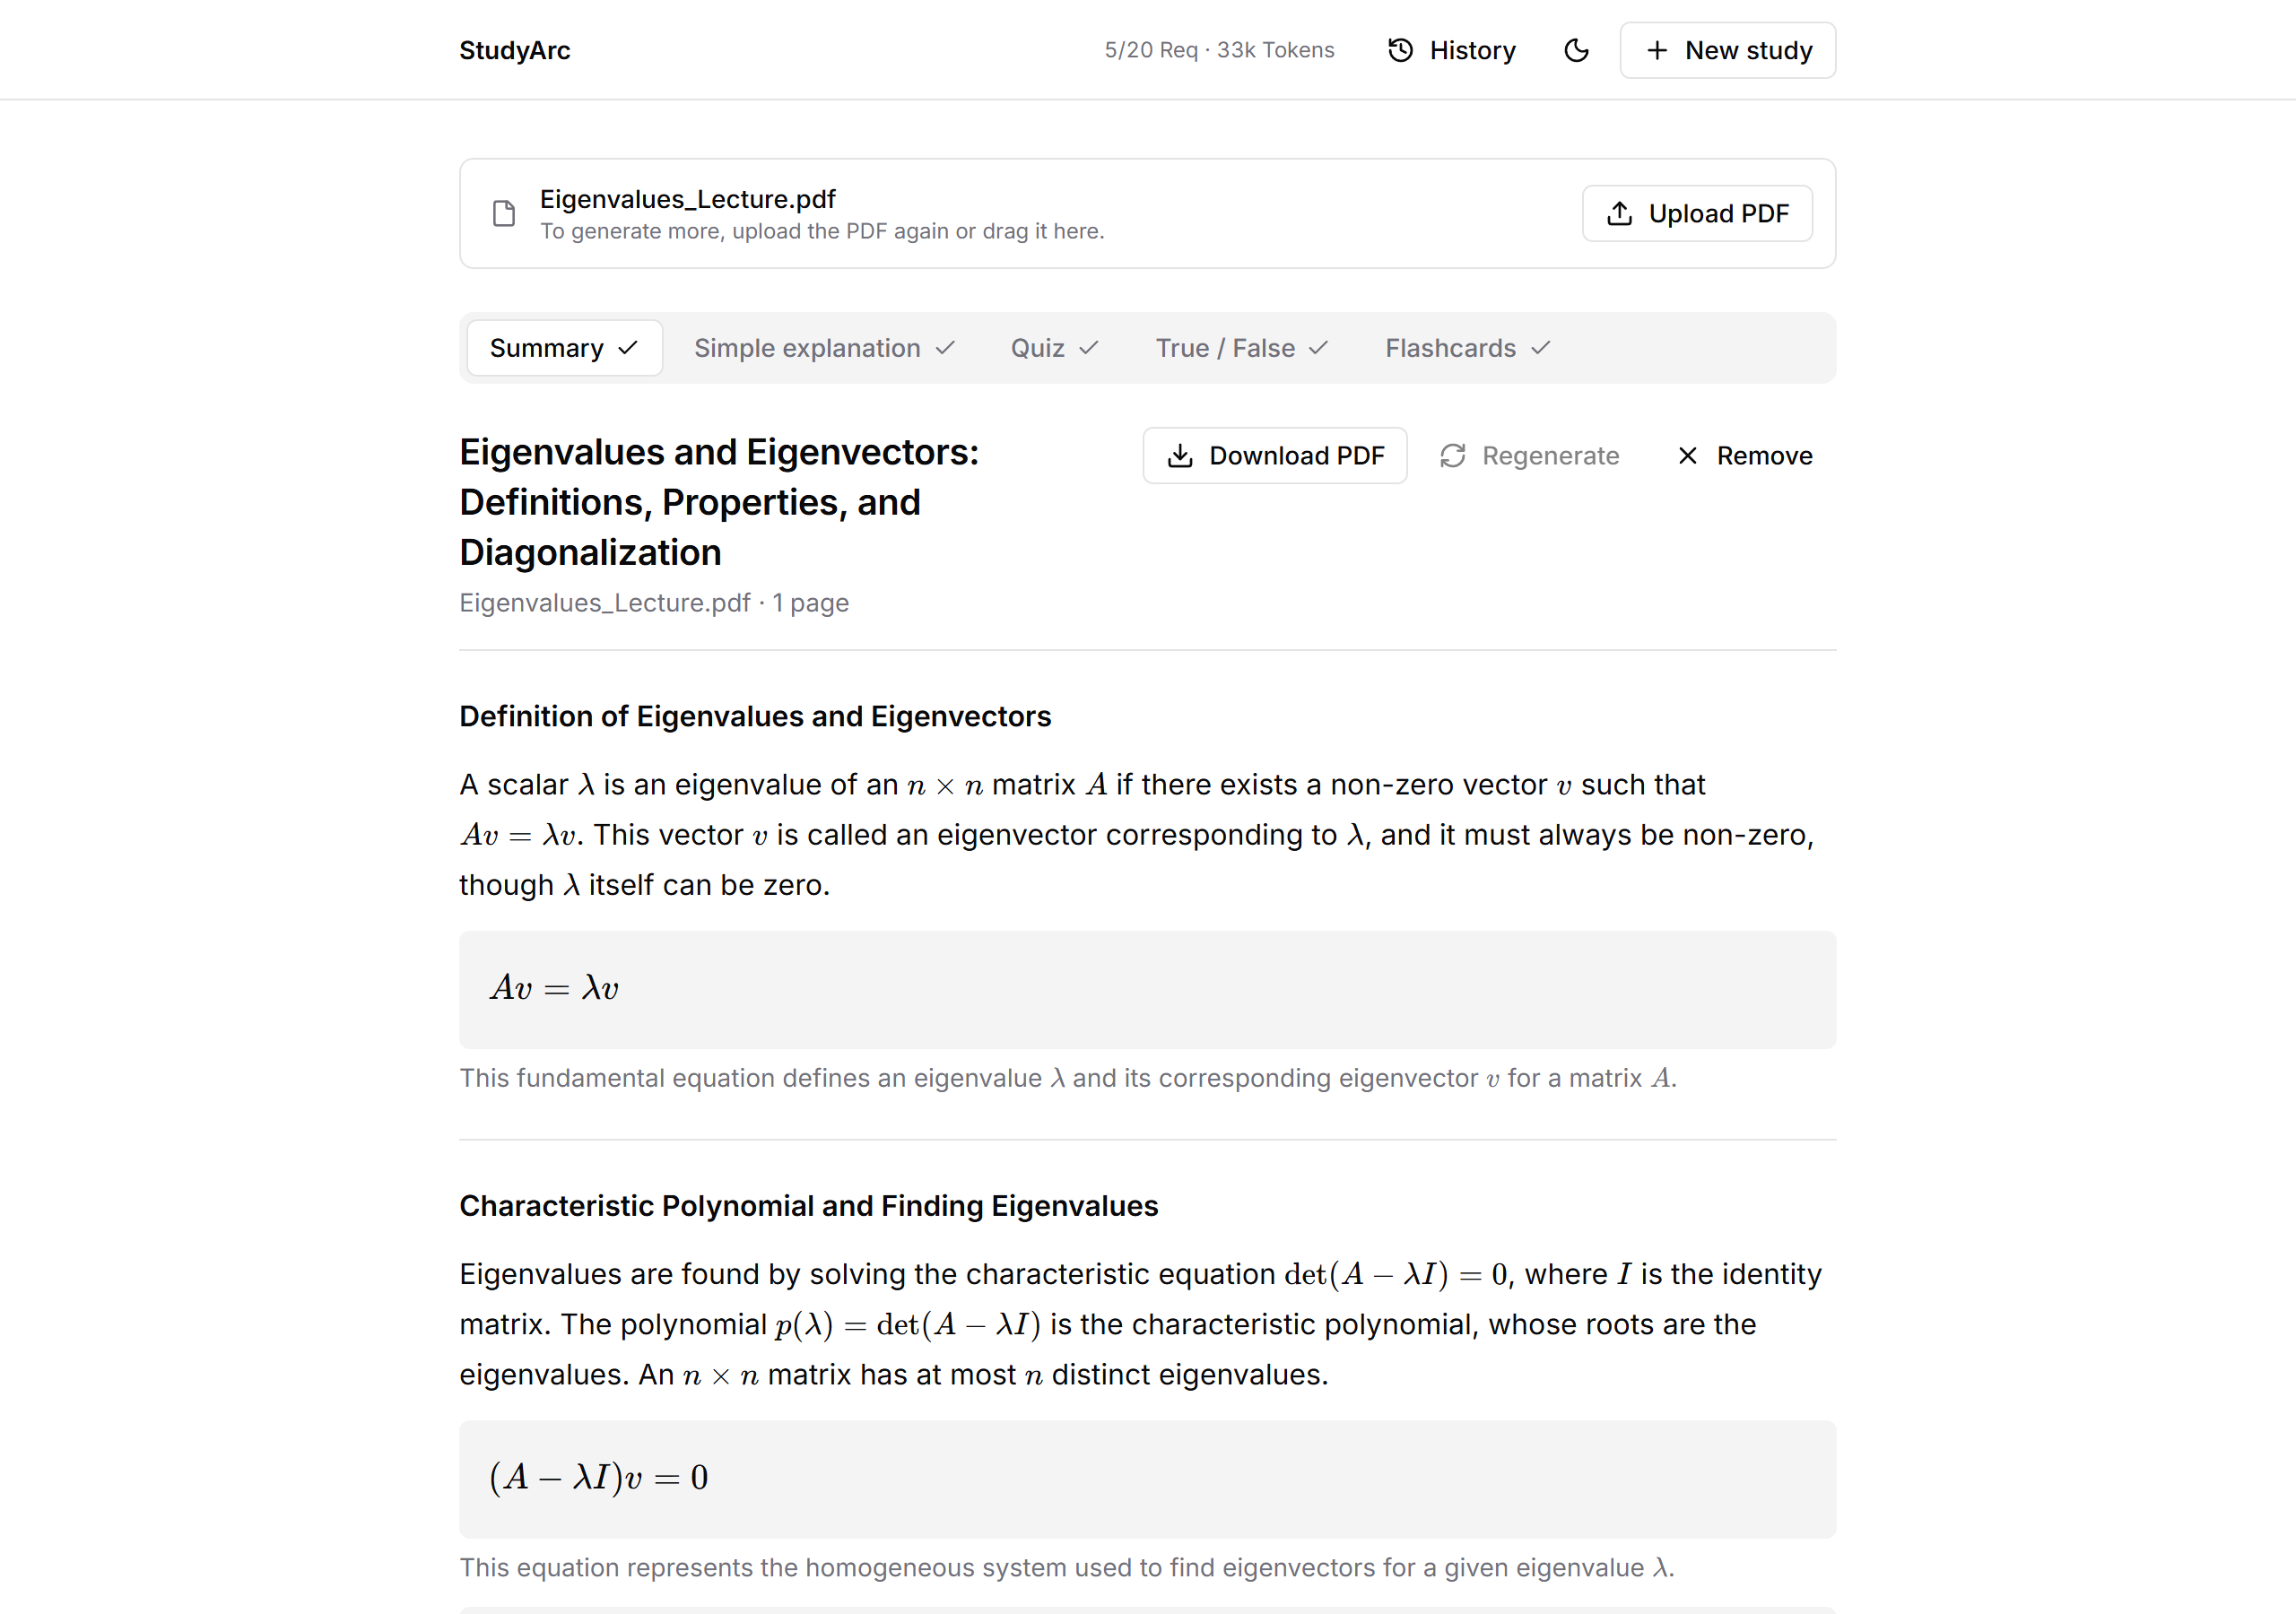 StudyArc
5/20 Req · 33k Tokens
History
New study
Eigenvalues_Lecture.pdf
To generate more, upload the PDF again or drag it here.
Upload PDF
Summary
Simple explanation
Quiz
True / False
Flashcards
Eigenvalues and Eigenvectors:
Definitions, Properties, and
Diagonalization
Download PDF
Regenerate
Remove
Eigenvalues_Lecture.pdf · 1 page
Definition of Eigenvalues and Eigenvectors
A scalar λ is an eigenvalue of an n × n matrix A if there exists a non-zero vector v such that
Av = λv. This vector v is called an eigenvector corresponding to λ, and it must always be non-zero,
though λ itself can be zero.
Av = λv
This fundamental equation defines an eigenvalue λ and its corresponding eigenvector v for a matrix A.
Characteristic Polynomial and Finding Eigenvalues
Eigenvalues are found by solving the characteristic equation det(A − λI) = 0, where I is the identity
matrix. The polynomial p(λ) = det(A − λI) is the characteristic polynomial, whose roots are the
eigenvalues. An n × n matrix has at most n distinct eigenvalues.
(A − λI)v = 0
This equation represents the homogeneous system used to find eigenvectors for a given eigenvalue λ.